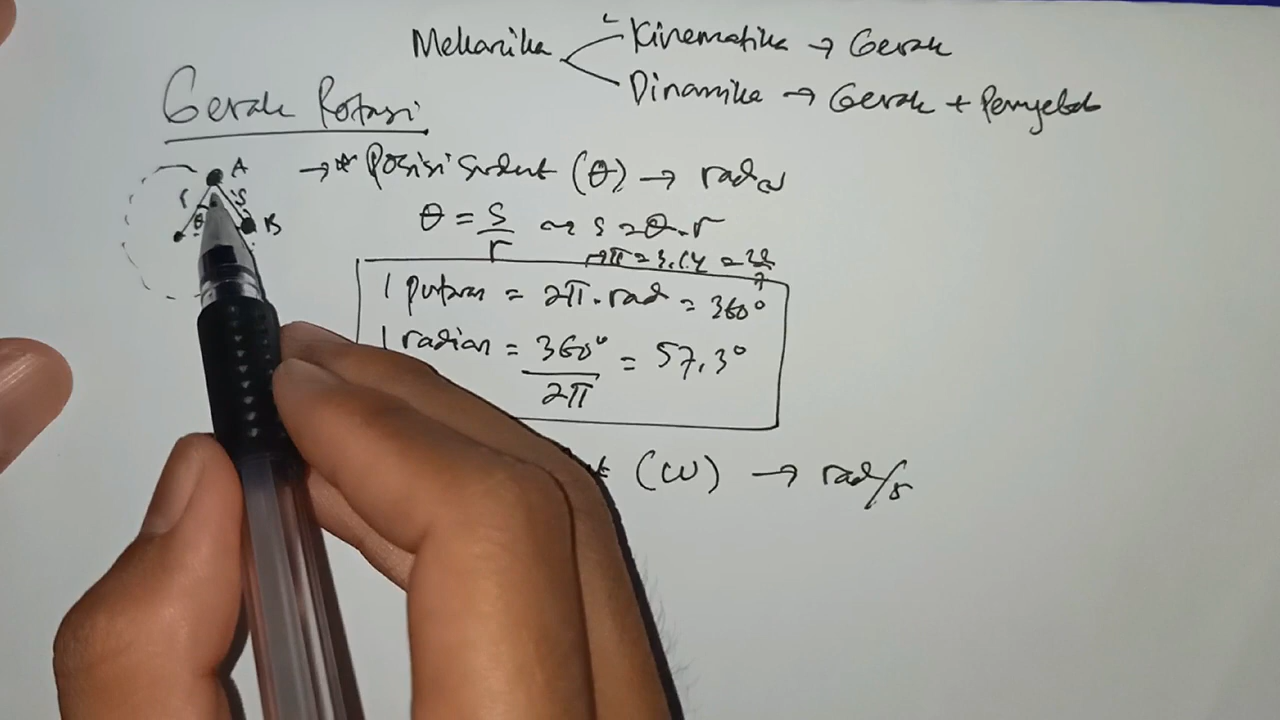 Mekanika
Kinematika → Gerak
Dinamika → Gerak + Penyebab
Gerak Rotasi
A
r
S
θ
B
→ * Posisi Sudut (θ) → rad
θ = S/r ~> S = θ.r
→ π = 3.14 = 22/7
1 putaran = 2π.rad = 360°
1 radian = 360°/2π = 57,3°
(ω) → rad/s